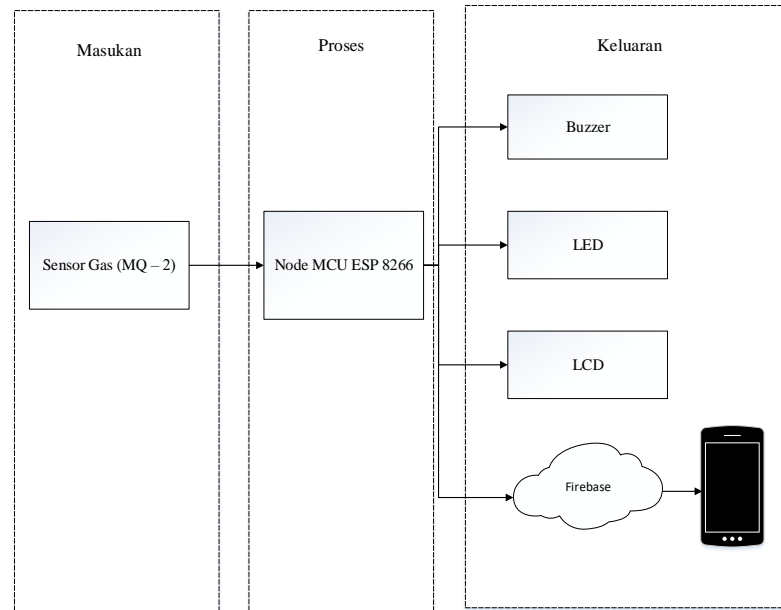 Masukan
Proses
Keluaran
Sensor Gas (MQ – 2)
Node MCU ESP 8266
Buzzer
LED
LCD
Firebase